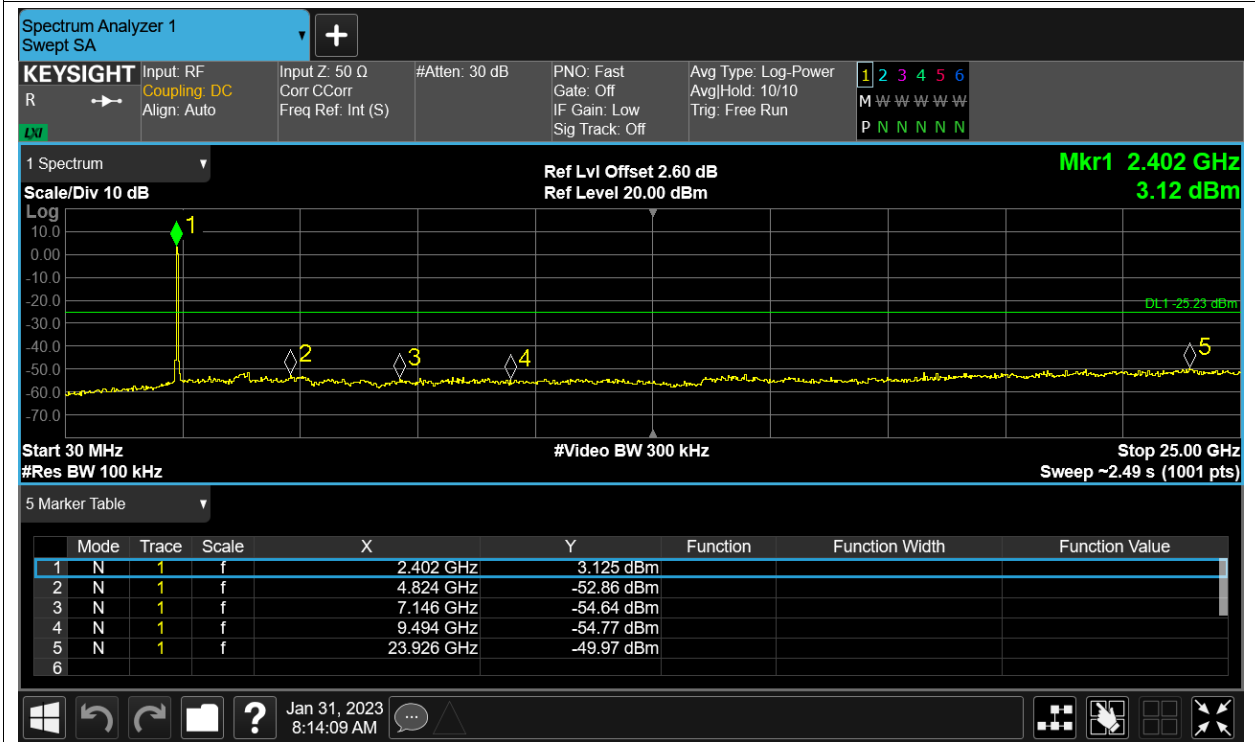 Spectrum Analyzer 1
Swept SA
KEYSIGHT
R
LXI
Input: RF
Coupling: DC
Align: Auto
Input Z: 50 Ω
Corr CCorr
Freq Ref: Int (S)
#Atten: 30 dB
PNO: Fast
Gate: Off
IF Gain: Low
Sig Track: Off
Avg Type: Log-Power
Avg|Hold: 10/10
Trig: Free Run
1 2 3 4 5 6
M W W W W W
P N N N N N
1 Spectrum
Scale/Div 10 dB
Ref Lvl Offset 2.60 dB
Ref Level 20.00 dBm
Mkr1 2.402 GHz
3.12 dBm
Log
10.0
0.00
-10.0
-20.0
-30.0
-40.0
-50.0
-60.0
-70.0
1
2
3
4
5
DL1 -25.23 dBm
Start 30 MHz
#Video BW 300 kHz
Stop 25.00 GHz
#Res BW 100 kHz
Sweep ~2.49 s (1001 pts)
5 Marker Table
Mode Trace Scale X Y Function Function Width Function Value
1 N 1 f 2.402 GHz 3.125 dBm
2 N 1 f 4.824 GHz -52.86 dBm
3 N 1 f 7.146 GHz -54.64 dBm
4 N 1 f 9.494 GHz -54.77 dBm
5 N 1 f 23.926 GHz -49.97 dBm
6
?
Jan 31, 2023
8:14:09 AM